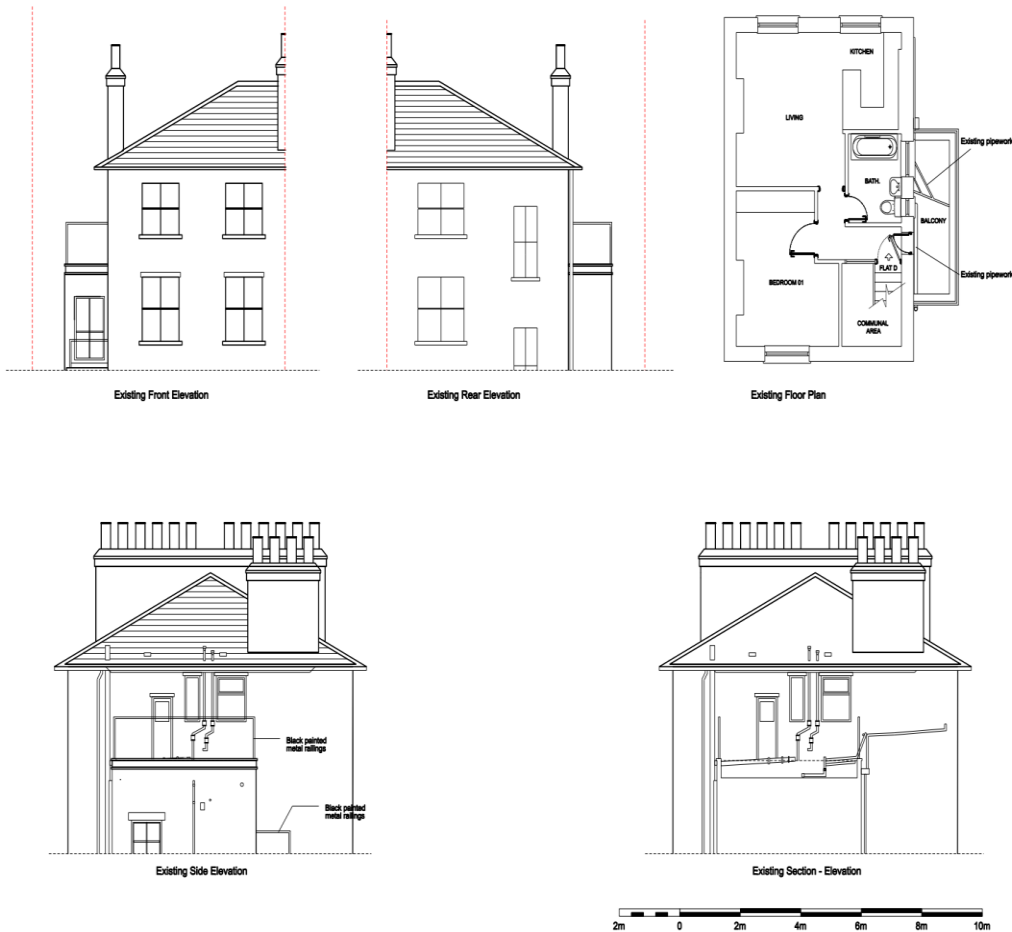 KITCHEN
LIVING
Existing pipework
BATH.
BALCONY
FLAT D
Existing pipework
BEDROOM 01
COMMUNAL
AREA
Existing Front Elevation
Existing Rear Elevation
Existing Floor Plan
Black painted
metal railings
Black painted
metal railings
Existing Side Elevation
Existing Section - Elevation
2m 0 2m 4m 6m 8m 10m